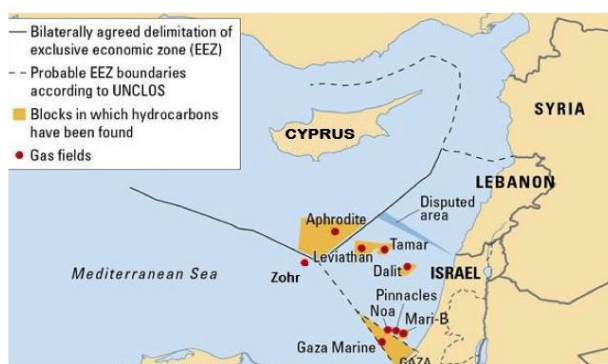 Bilaterally agreed delimitation of
exclusive economic zone (EEZ)
Probable EEZ boundaries
according to UNCLOS
Blocks in which hydrocarbons
have been found
Gas fields
CYPRUS
SYRIA
LEBANON
Disputed
area
Aphrodite
Leviathan
Tamar
Zohr
Dalit
ISRAEL
Mediterranean Sea
Pinnacles
Noa
Mari-B
Gaza Marine
GAZA